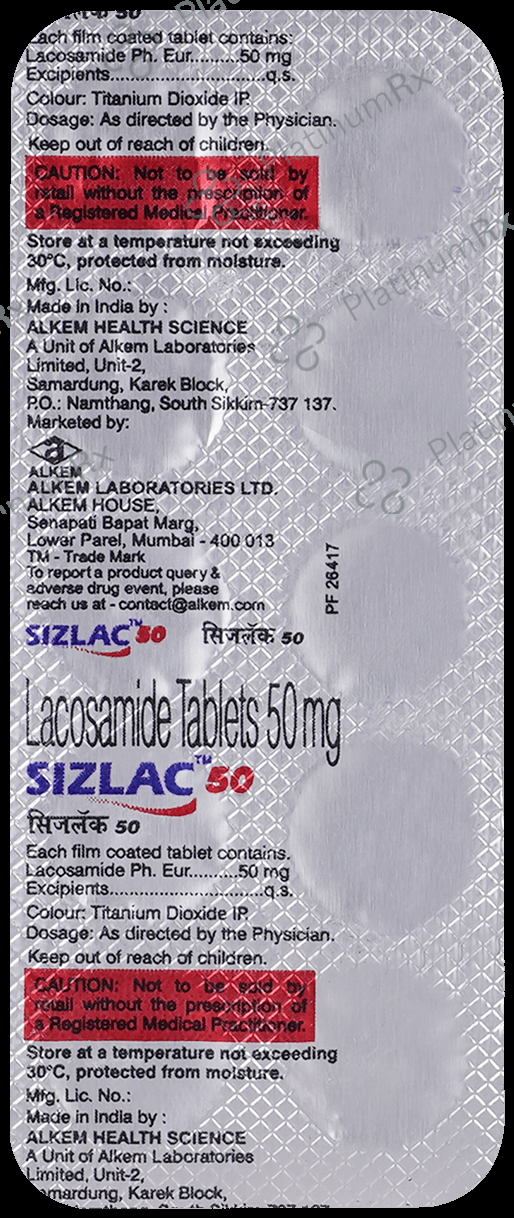 सिजलॅक 50
Each film coated tablet contains:
Lacosamide Ph. Eur..........50 mg
Excipients.............................q.s.
Colour: Titanium Dioxide IP.
Dosage: As directed by the Physician.
Keep out of reach of children.
CAUTION: Not to be sold by
retail without the prescription of
a Registered Medical Practitioner.
Store at a temperature not exceeding
30°C, protected from moisture.
Mfg. Lic. No.:
Made in India by :
ALKEM HEALTH SCIENCE
A Unit of Alkem Laboratories
Limited, Unit-2,
Samardung, Karek Block,
P.O.: Namthang, South Sikkim-737 137.
Marketed by:
a
ALKEM
ALKEM LABORATORIES LTD.
ALKEM HOUSE,
Senapati Bapat Marg,
Lower Parel, Mumbai - 400 013
TM - Trade Mark
To report a product query &
adverse drug event, please
reach us at - contact@alkem.com
PF 26417
SIZLAC™ 50 सिजलॅक 50
Lacosamide Tablets 50 mg
SIZLAC™ 50
सिजलॅक 50
Each film coated tablet contains.
Lacosamide Ph. Eur..........50 mg
Excipients.............................q.s.
Colour: Titanium Dioxide IP.
Dosage: As directed by the Physician.
Keep out of reach of children.
CAUTION: Not to be sold by
retail without the prescription of
a Registered Medical Practitioner.
Store at a temperature not exceeding
30°C, protected from moisture.
Mfg. Lic. No.:
Made in India by :
ALKEM HEALTH SCIENCE
A Unit of Alkem Laboratories
Limited, Unit-2,
Samardung, Karek Block,
PlatinumRx
PlatinumRx